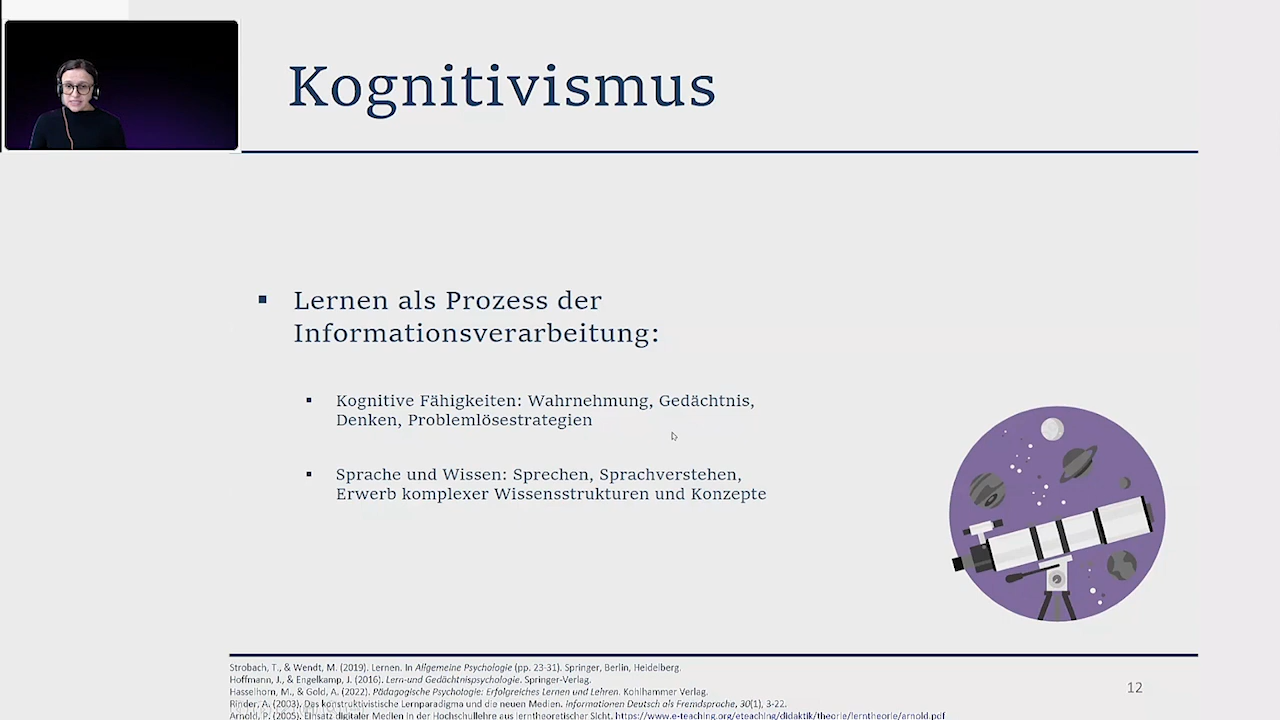 Kognitivismus
▪ Lernen als Prozess der
Informationsverarbeitung:
▪ Kognitive Fähigkeiten: Wahrnehmung, Gedächtnis,
Denken, Problemlösestrategien
▪ Sprache und Wissen: Sprechen, Sprachverstehen,
Erwerb komplexer Wissensstrukturen und Konzepte
Strobach, T., & Wendt, M. (2019). Lernen. In Allgemeine Psychologie (pp. 23-31). Springer, Berlin, Heidelberg.
Hoffmann, J., & Engelkamp, J. (2016). Lern-und Gedächtnispsychologie. Springer-Verlag.
Hasselhorn, M., & Gold, A. (2022). Pädagogische Psychologie: Erfolgreiches Lernen und Lehren. Kohlhammer Verlag.
Rinder, A. (2003). Das konstruktivistische Lernparadigma und die neuen Medien. Informationen Deutsch als Fremdsprache, 30(1), 3-22.
Arnold, P. (2005). Einsatz digitaler Medien in der Hochschullehre aus lerntheoretischer Sicht. https://www.e-teaching.org/eteaching/didaktik/theorie/lerntheorie/arnold.pdf
12